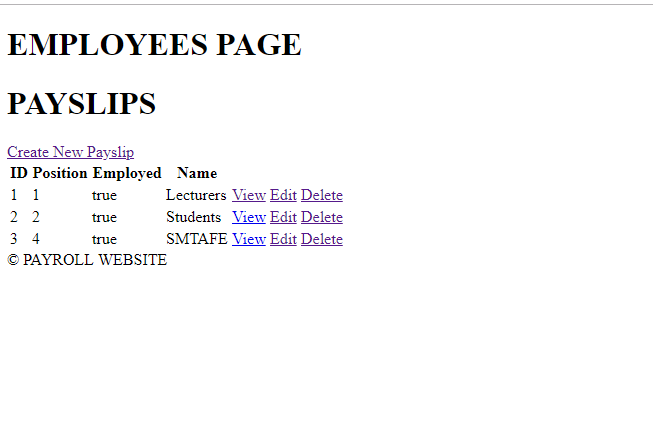 EMPLOYEES PAGE
PAYSLIPS
Create New Payslip
ID Position Employed Name
1 1 true Lecturers View Edit Delete
2 2 true Students View Edit Delete
3 4 true SMTAFE View Edit Delete
© PAYROLL WEBSITE